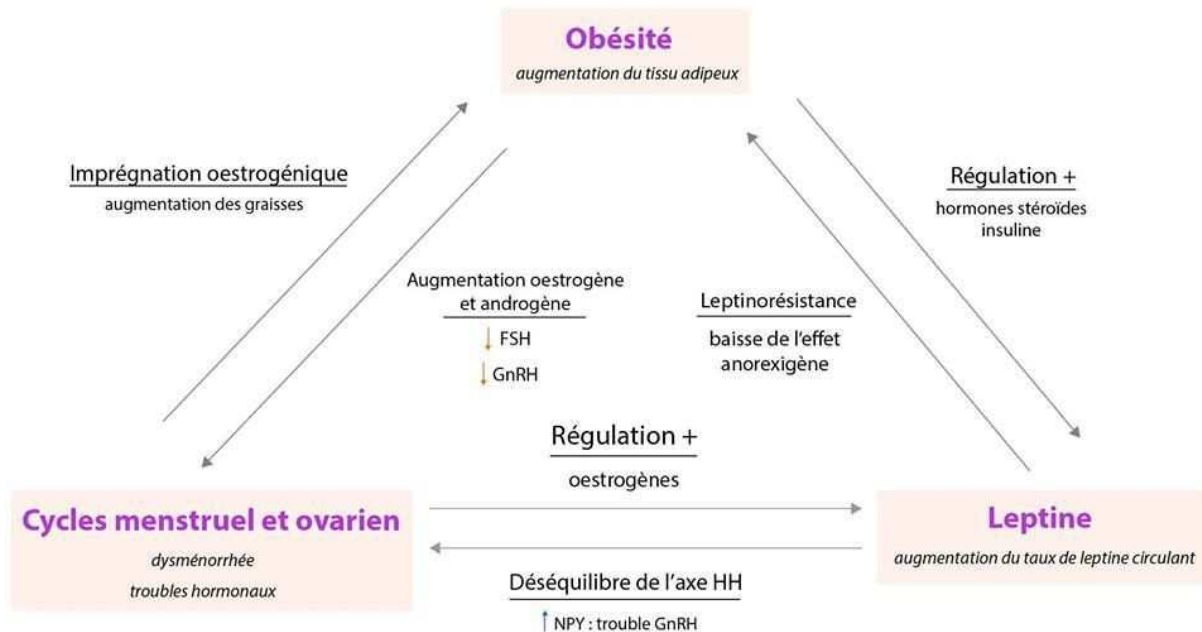 Obésité
augmentation du tissu adipeux
Imprégnation oestrogénique
augmentation des graisses
Régulation +
hormones stéroïdes
insuline
Augmentation oestrogène
et androgène
↓ FSH
↓ GnRH
Leptinorésistance
baisse de l'effet
anorexigène
Régulation +
oestrogènes
Cycles menstruel et ovarien
dysménorrhée
troubles hormonaux
Leptine
augmentation du taux de leptine circulant
Déséquilibre de l'axe HH
↑ NPY : trouble GnRH